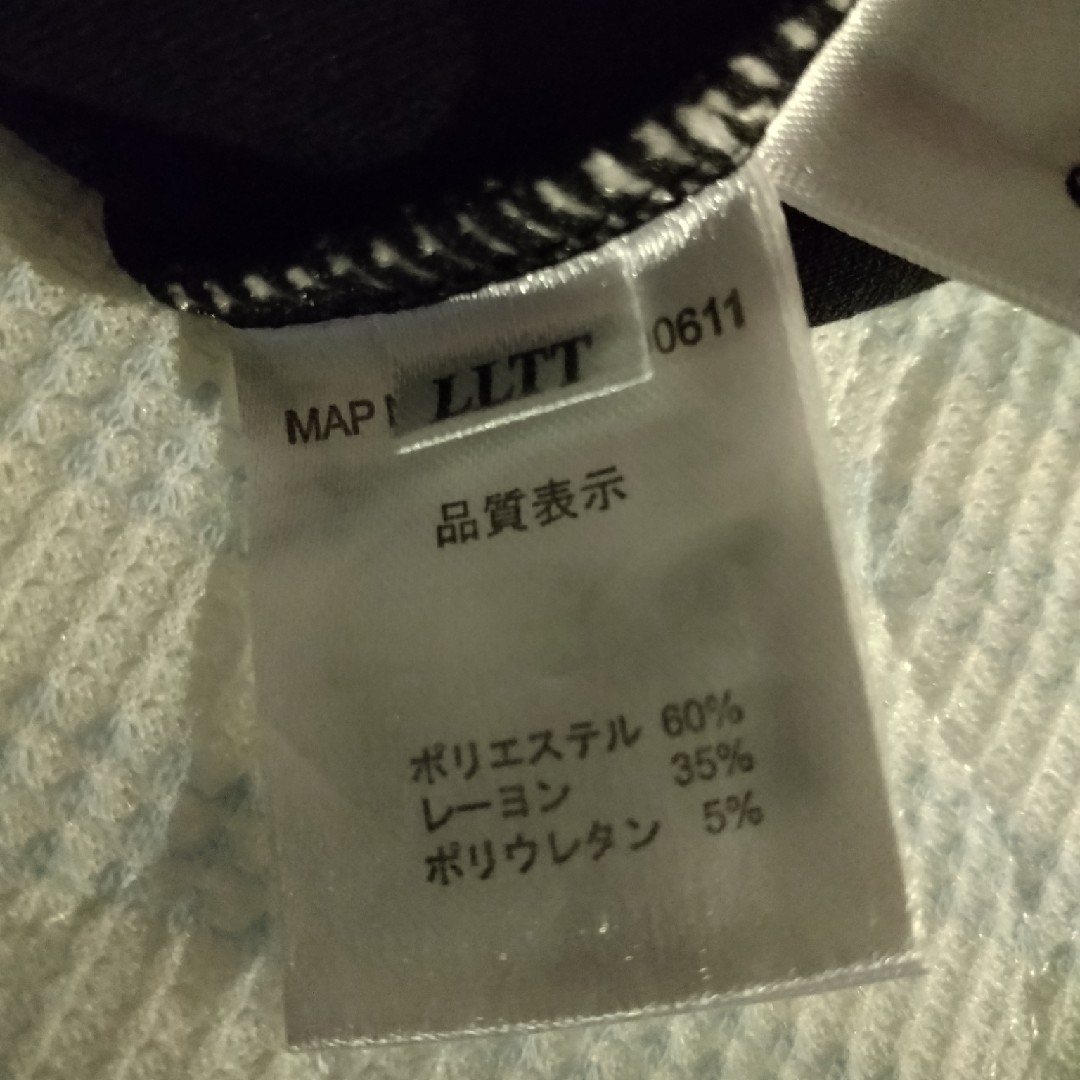 MAP
LLTT
0611
品質表示
ポリエステル 60%
レーヨン 35%
ポリウレタン 5%